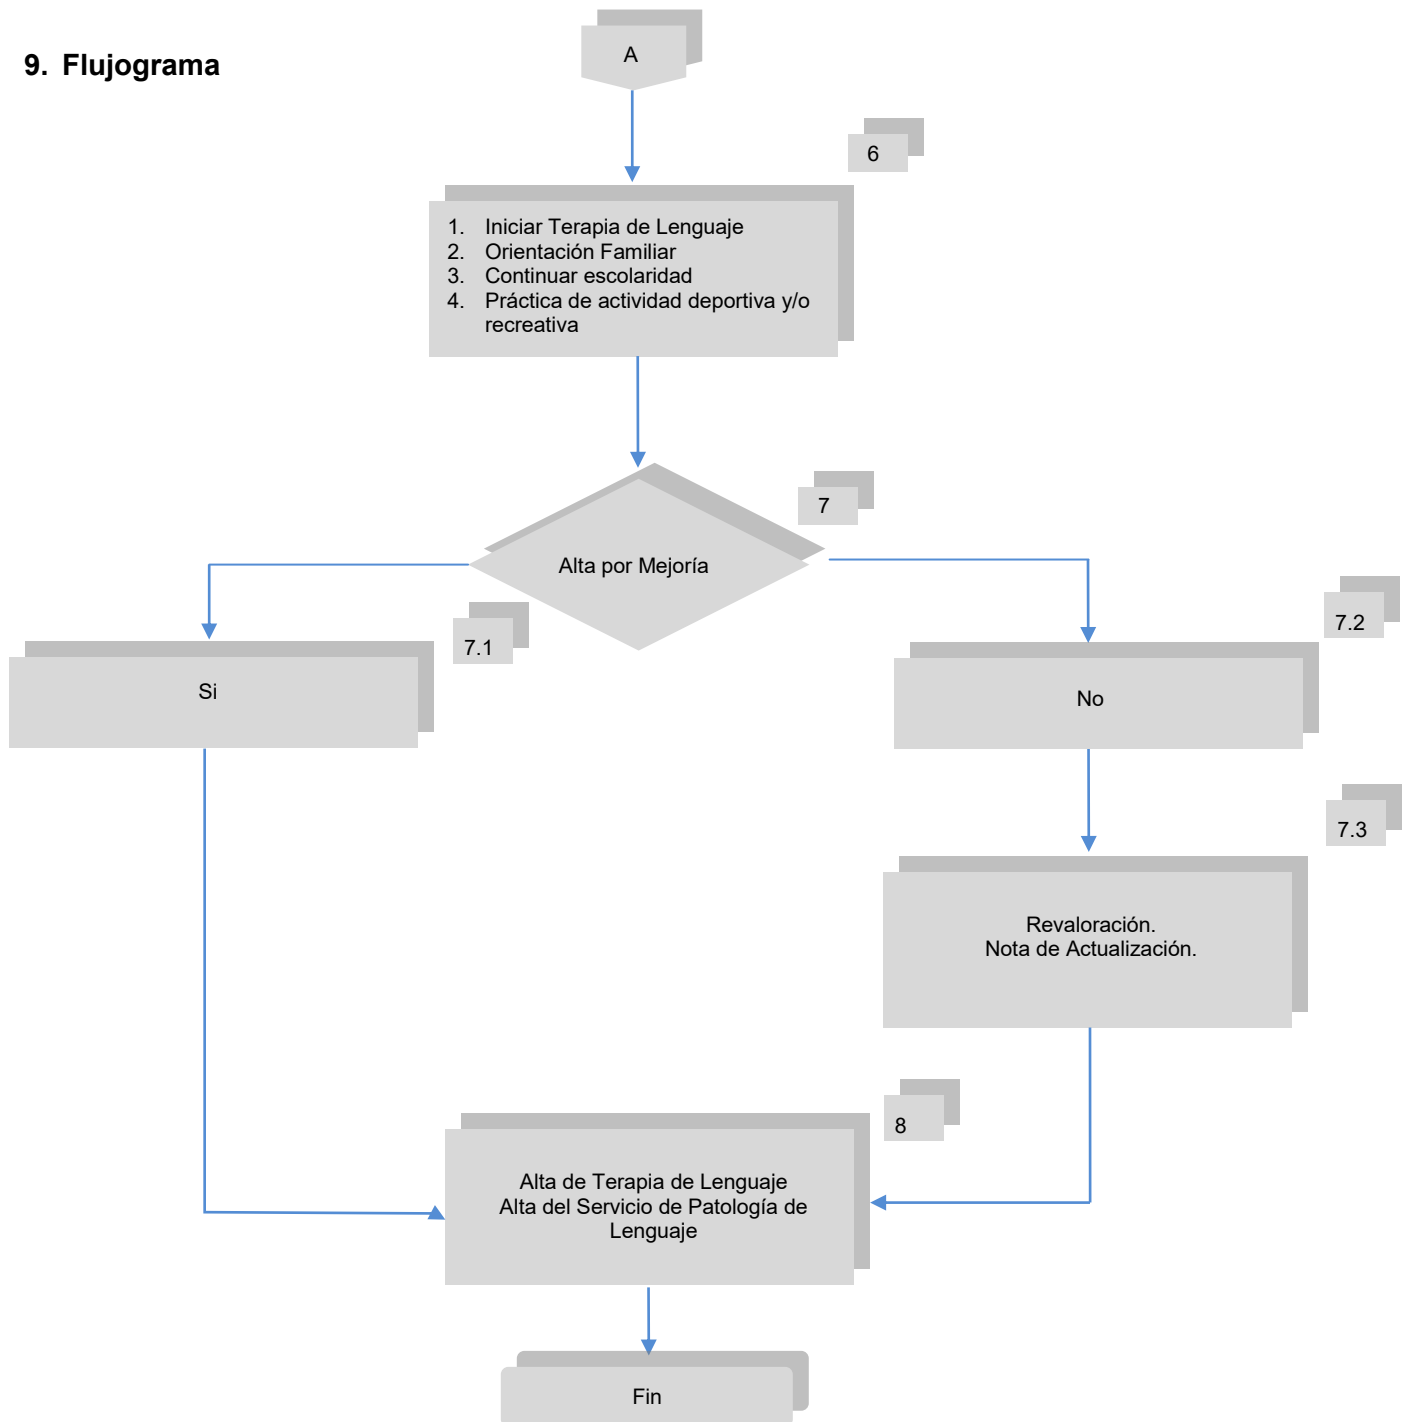 9. Flujograma
A
6
1. Iniciar Terapia de Lenguaje
2. Orientación Familiar
3. Continuar escolaridad
4. Práctica de actividad deportiva y/o
recreativa
7
Alta por Mejoría
7.1
Si
7.2
No
7.3
Revaloración.
Nota de Actualización.
8
Alta de Terapia de Lenguaje
Alta del Servicio de Patología de
Lenguaje
Fin